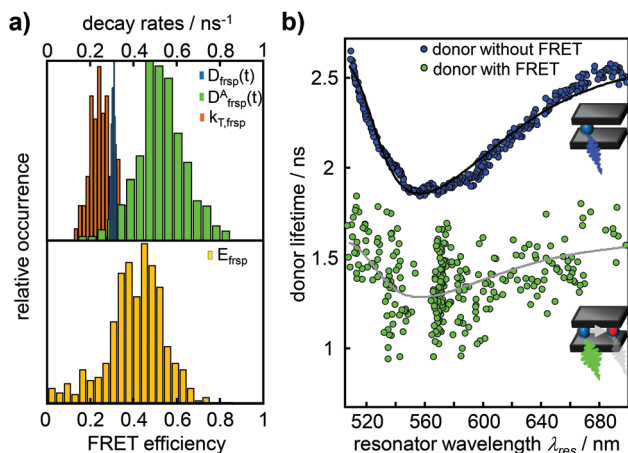 a)
decay rates / ns⁻¹
0 0.2 0.4 0.6 0.8 1
D_frsp(t)
D^A_frsp(t)
k_T,frsp
relative occurrence
E_frsp
0 0.2 0.4 0.6 0.8 1
FRET efficiency
b)
donor without FRET
donor with FRET
2.5
2
1.5
1
donor lifetime / ns
520 560 600 640 680
resonator wavelength λ_res / nm